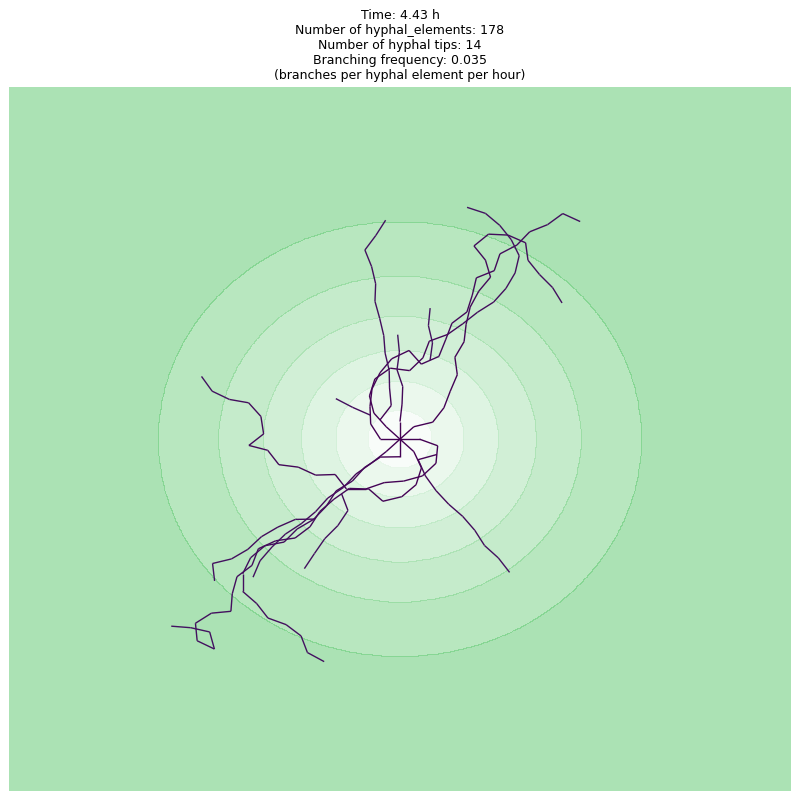 Time: 4.43 h
Number of hyphal_elements: 178
Number of hyphal tips: 14
Branching frequency: 0.035
(branches per hyphal element per hour)